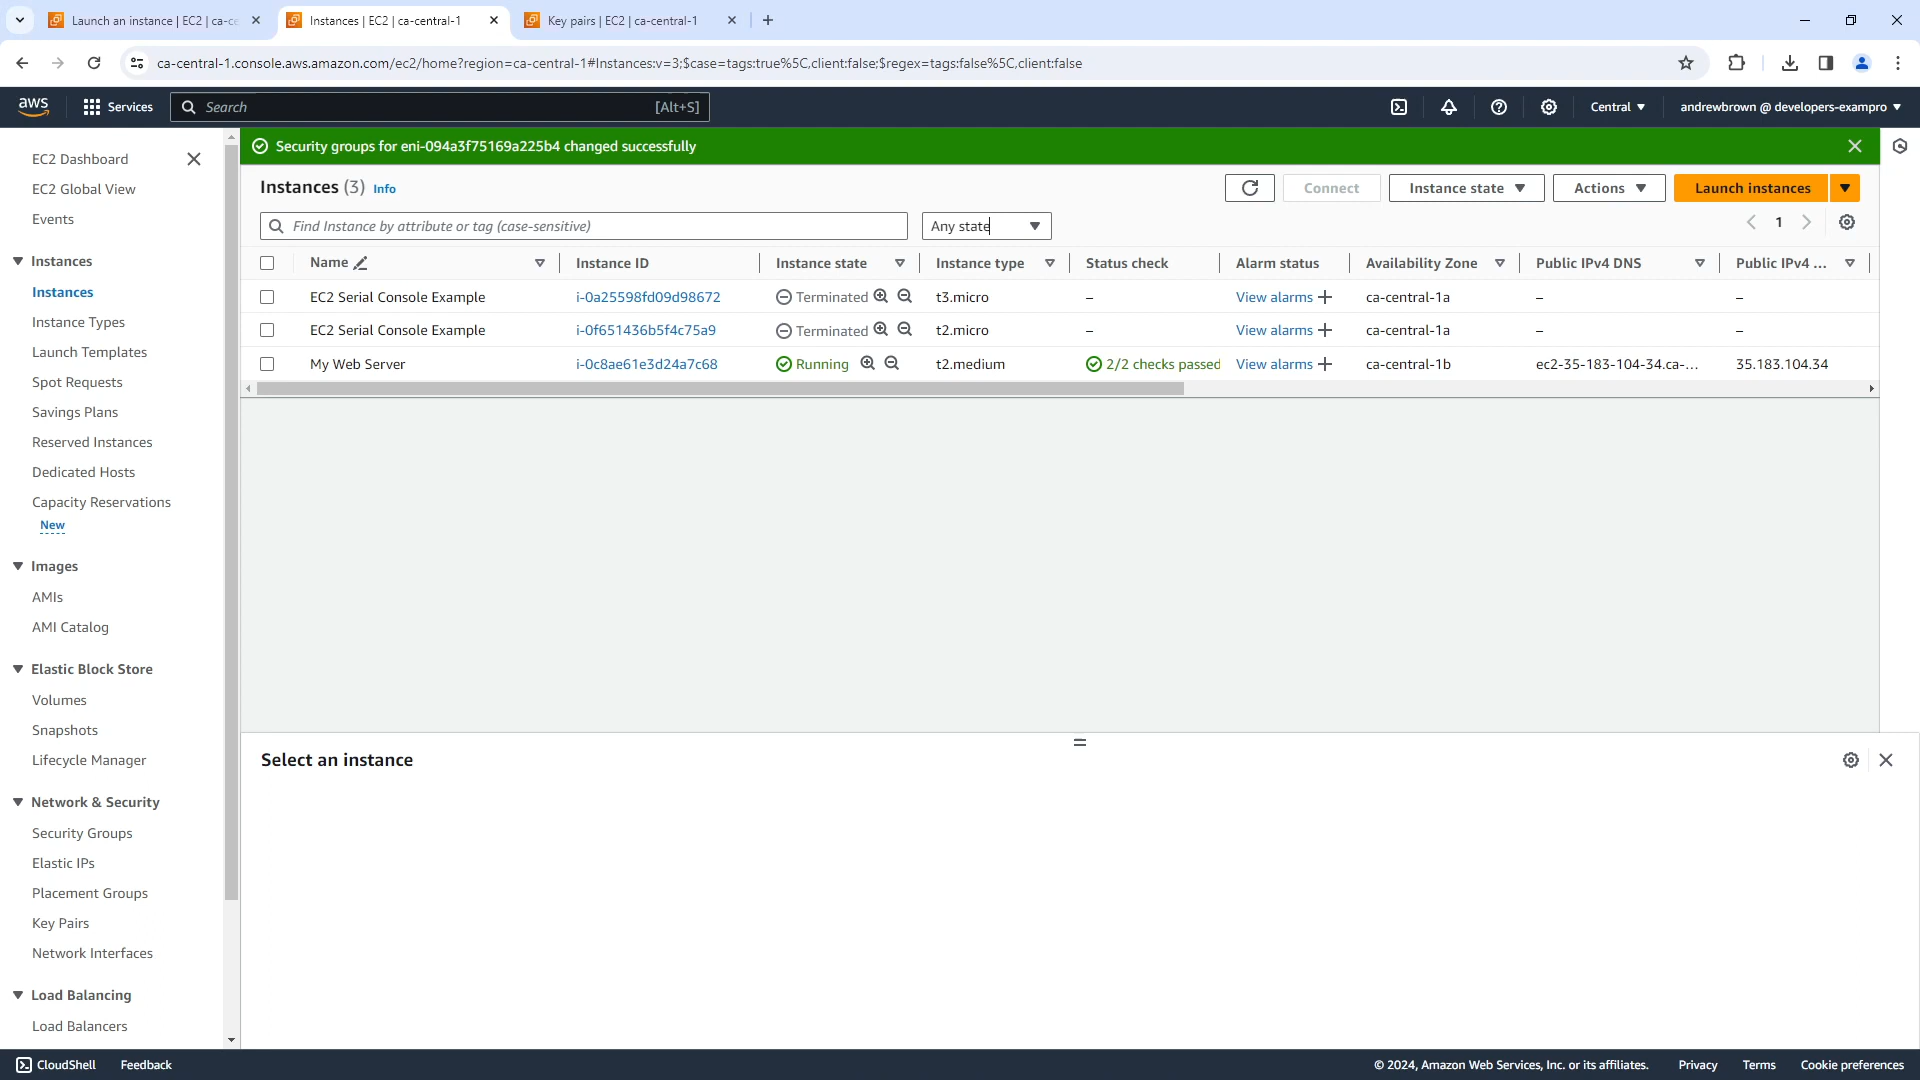 Launch an instance | EC2 | ca-ce
Instances | EC2 | ca-central-1
Key pairs | EC2 | ca-central-1
ca-central-1.console.aws.amazon.com/ec2/home?region=ca-central-1#Instances:v=3;$case=tags:true%5C,client:false;$regex=tags:false%5C,client:false
aws Services Search [Alt+S] Central andrewbrown @ developers-exampro
EC2 Dashboard
EC2 Global View
Events
Instances
Instances
Instance Types
Launch Templates
Spot Requests
Savings Plans
Reserved Instances
Dedicated Hosts
Capacity Reservations
New
Images
AMIs
AMI Catalog
Elastic Block Store
Volumes
Snapshots
Lifecycle Manager
Network & Security
Security Groups
Elastic IPs
Placement Groups
Key Pairs
Network Interfaces
Load Balancing
Load Balancers
Security groups for eni-094a3f75169a225b4 changed successfully
Instances (3) Info Connect Instance state Actions Launch instances
Find Instance by attribute or tag (case-sensitive) Any state 1
Name Instance ID Instance state Instance type Status check Alarm status Availability Zone Public IPv4 DNS Public IPv4 ...
EC2 Serial Console Example i-0a25598fd09d98672 Terminated t3.micro – View alarms ca-central-1a – –
EC2 Serial Console Example i-0f651436b5f4c75a9 Terminated t2.micro – View alarms ca-central-1a – –
My Web Server i-0c8ae61e3d24a7c68 Running t2.medium 2/2 checks passed View alarms ca-central-1b ec2-35-183-104-34.ca-... 35.183.104.34
Select an instance
CloudShell Feedback © 2024, Amazon Web Services, Inc. or its affiliates. Privacy Terms Cookie preferences